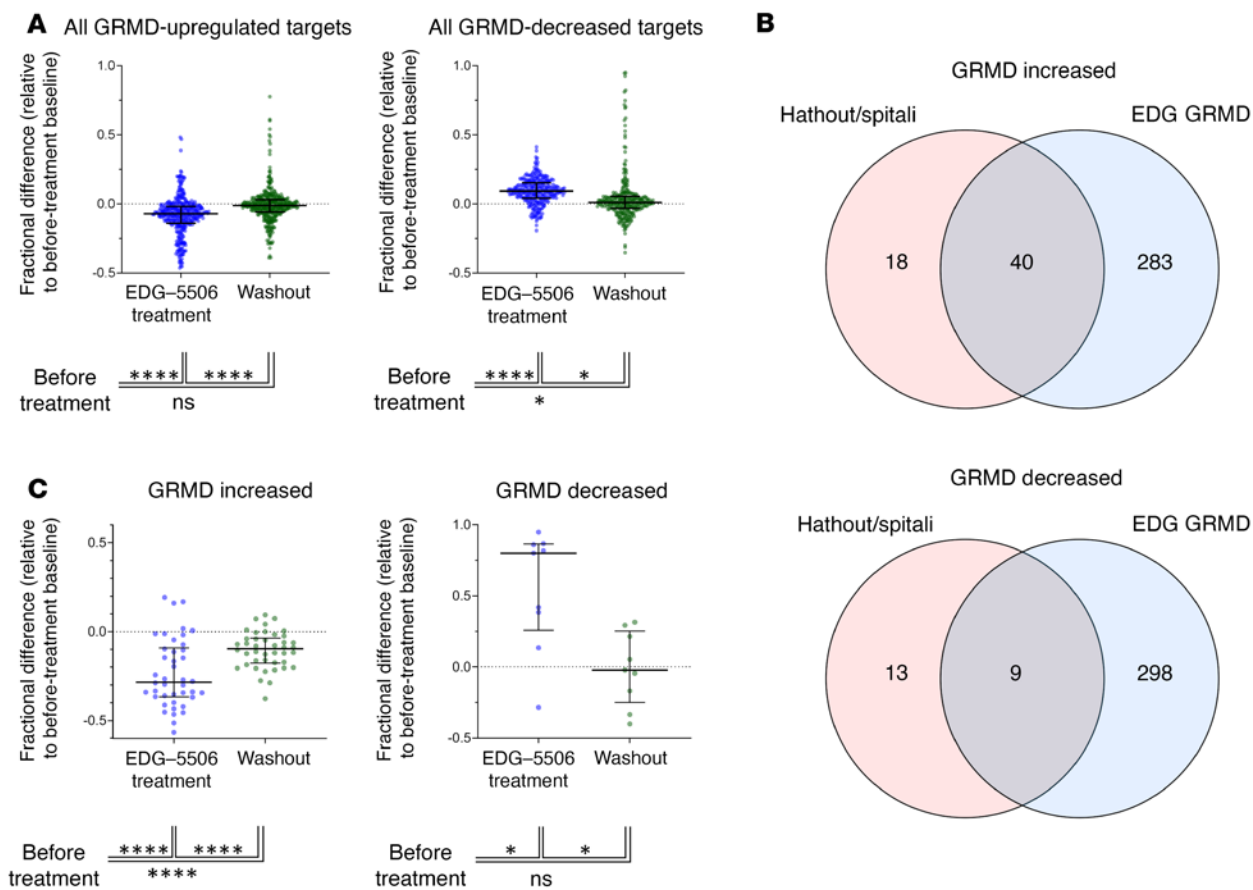 A
All GRMD-upregulated targets
Fractional difference (relative
to before-treatment baseline)
1.0
0.5
0.0
-0.5
EDG–5506
treatment
Washout
Before
treatment
**** ****
ns
All GRMD-decreased targets
Fractional difference (relative
to before-treatment baseline)
1.0
0.5
0.0
-0.5
EDG–5506
treatment
Washout
Before
treatment
**** *
*
B
GRMD increased
Hathout/spitali
EDG GRMD
18
40
283
GRMD decreased
Hathout/spitali
EDG GRMD
13
9
298
C
GRMD increased
Fractional difference (relative
to before-treatment baseline)
0.5
0.0
-0.5
EDG–5506
treatment
Washout
Before
treatment
**** ****
****
GRMD decreased
Fractional difference (relative
to before-treatment baseline)
1.0
0.5
0.0
-0.5
EDG–5506
treatment
Washout
Before
treatment
* *
ns